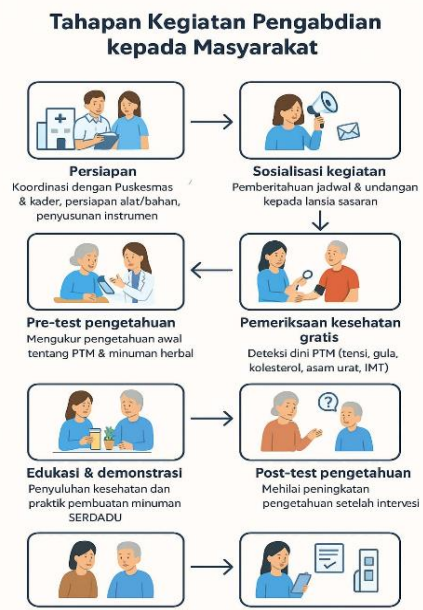 Tahapan Kegiatan Pengabdian
kepada Masyarakat
Persiapan
Koordinasi dengan Puskesmas
& kader, persiapan alat/bahan,
penyusunan instrumen
Sosialisasi kegiatan
Pemberitahuan jadwal & undangan
kepada lansia sasaran
Pre-test pengetahuan
Mengukur pengetahuan awal
tentang PTM & minuman herbal
Pemeriksaan kesehatan
gratis
Deteksi dini PTM (tensi, gula,
kolesterol, asam urat, IMT)
Edukasi & demonstrasi
Penyuluhan kesehatan dan
praktik pembuatan minuman
SERDADU
?
Post-test pengetahuan
Mehilai peningkatan
pengetahuan setelah intervesi